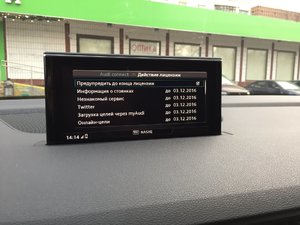 ОПТИКА
Audi connect Действие лицензии
Предупредить до конца лицензии
Информация о стоянках до 03.12.2016
Незнакомый сервис до 03.12.2016
Twitter до 03.12.2016
Загрузка целей через myAudi до 03.12.2016
Онлайн-цели до 03.12.2016
14:14 НАЗАД